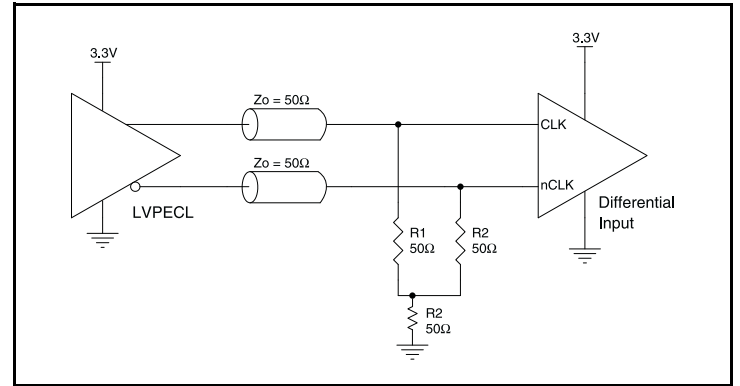 3.3V
3.3V
Zo = 50Ω
CLK
Zo = 50Ω
nCLK
LVPECL
Differential
Input
R1
50Ω
R2
50Ω
R2
50Ω